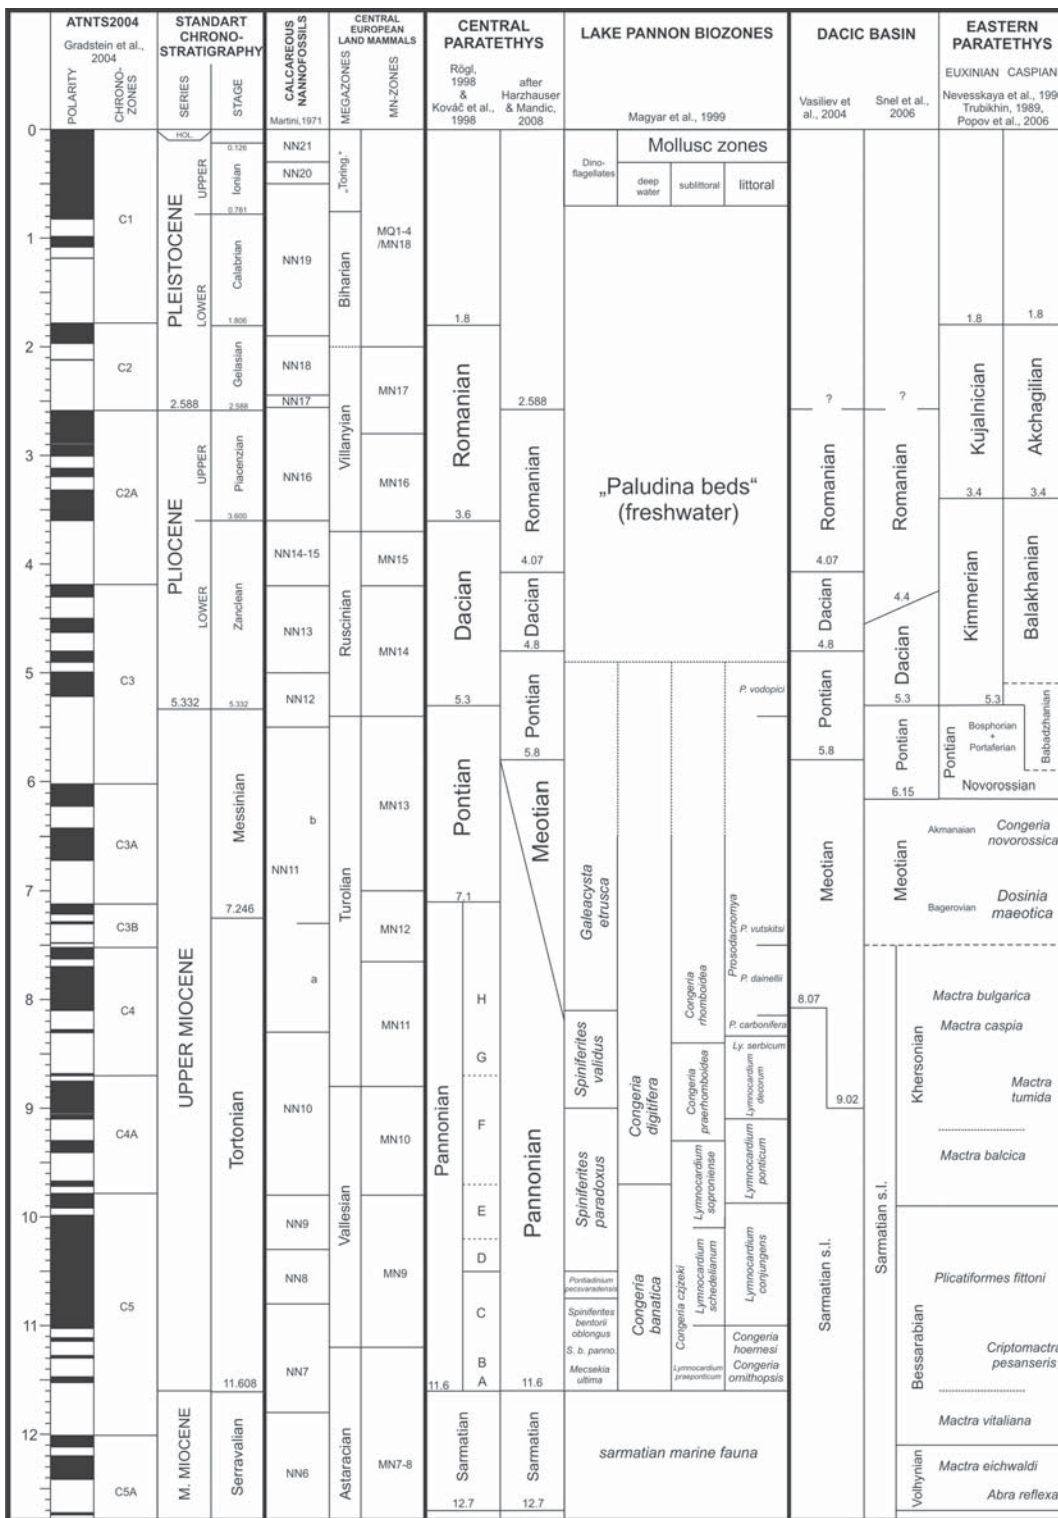 ATNTS2004
Gradstein et al.,
2004
POLARITY
CHRONO-
ZONES
STANDART
CHRONO-
STRATIGRAPHY
SERIES
STAGE
CALCAREOUS
NANNOFOSSILS
Martini,1971
CENTRAL
EUROPEAN
LAND MAMMALS
MEGAZONES
MN-ZONES
CENTRAL
PARATETHYS
Rögl,
1998
&
Kováč et al.,
1998
after
Harzhauser
& Mandic,
2008
LAKE PANNON BIOZONES
Magyar et al., 1999
DACIC BASIN
Vasiliev et
al., 2004
Snel et al.,
2006
EASTERN
PARATETHYS
EUXINIAN CASPIAN
Nevesskaya et al., 199
Trubikhin, 1989,
Popov et al., 2006
0
1
2
3
4
5
6
7
8
9
10
11
12
C1
C2
C2A
C3
C3A
C3B
C4
C4A
C5
C5A
HOL.
PLEISTOCENE
UPPER
LOWER
2.588
PLIOCENE
UPPER
LOWER
5.332
UPPER MIOCENE
M. MIOCENE
0.126
Ionian
0.781
Calabrian
1.806
Gelasian
2.588
Piacenzian
3.600
Zanclean
5.332
Messinian
7.246
Tortonian
11.608
Serravalian
NN21
NN20
NN19
NN18
NN17
NN16
NN14-15
NN13
NN12
b
NN11
a
NN10
NN9
NN8
NN7
NN6
„Toring.“
Biharian
Villanyian
Ruscinian
Turolian
Vallesian
Astaracian
MQ1-4
/MN18
MN17
MN16
MN15
MN14
MN13
MN12
MN11
MN10
MN9
MN7-8
1.8
Romanian
3.6
Dacian
5.3
Pontian
7.1
Pannonian
H
G
F
E
D
C
B
A
11.6
Sarmatian
12.7
2.588
Romanian
4.07
Dacian
4.8
Pontian
5.8
Meotian
Pannonian
11.6
Sarmatian
12.7
Dino-
flagellates
Mollusc zones
deep
water
sublittoral
littoral
„Paludina beds“
(freshwater)
Galeacysta
etrusca
Spiniferites
validus
Spiniferites
paradoxus
Pontiadinium
pecsvaradensis
Spiniferites
bentorii
oblongus
S. b. panno.
Mecsekia
ultima
Congeria
digitifera
Congeria
banatica
Congeria
rhomboidea
Congeria
praerhomboidea
Lymnocardium
soproniense
Congeria czjzeki
Lymnocardium
schedelianum
Lymnocardium
praeponticum
P. vodopici
Prosodacnomya
P. vutskitsi
P. dainellii
P. carbonifera
Ly. serbicum
Lymnocardium
decorum
Lymnocardium
ponticum
Lymnocardium
conjungens
Congeria
hoernesi
Congeria
ornithopsis
sarmatian marine fauna
?
Romanian
4.07
Dacian
4.8
Pontian
5.8
Meotian
8.07
9.02
Sarmatian s.l.
?
Romanian
4.4
Dacian
5.3
Pontian
6.15
Meotian
Sarmatian s.l.
1.8
1.8
Kujalnician
Akchagilian
3.4
3.4
Kimmerian
Balakhanian
5.3
Pontian
Bosphorian
+
Portaferian
Babadzhanian
Novorossian
Akmanaian
Congeria
novorossica
Bagerovian
Dosinia
maeotica
Khersonian
Mactra bulgarica
Mactra caspia
Mactra
tumida
Mactra balcica
Bessarabian
Plicatiformes fittoni
Criptomactra
pesanseris
Mactra vitaliana
Volhynian
Mactra eichwaldi
Abra reflexa